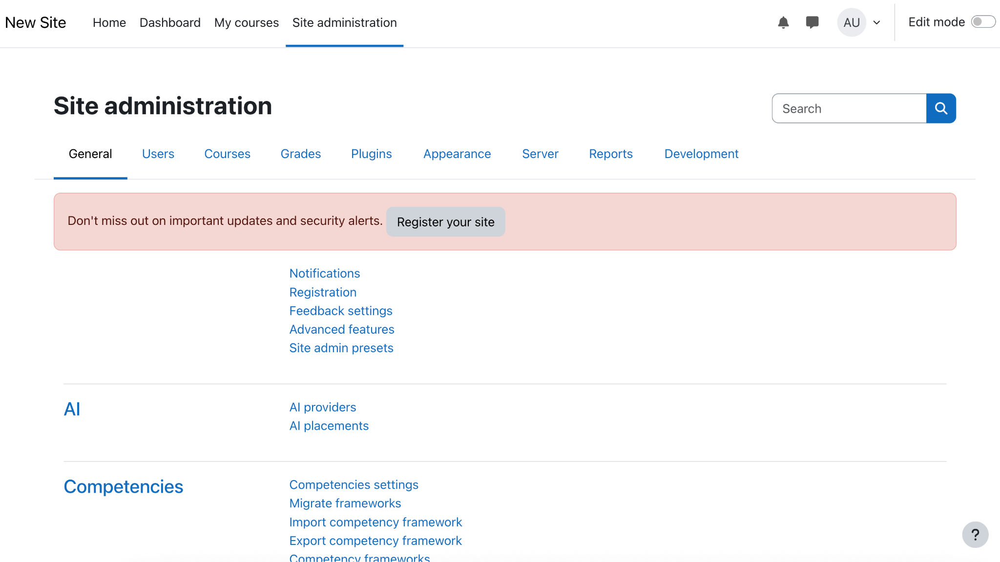 New Site Home Dashboard My courses Site administration AU Edit mode
Site administration
Search
General Users Courses Grades Plugins Appearance Server Reports Development
Don't miss out on important updates and security alerts. Register your site
Notifications
Registration
Feedback settings
Advanced features
Site admin presets
AI
AI providers
AI placements
Competencies
Competencies settings
Migrate frameworks
Import competency framework
Export competency framework
Competency frameworks
?